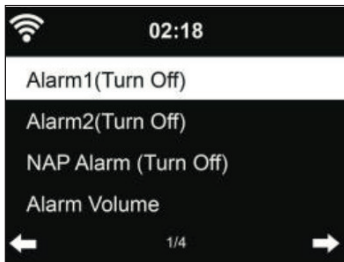 02:18
Alarm1(Turn Off)
Alarm2(Turn Off)
NAP Alarm (Turn Off)
Alarm Volume
1/4